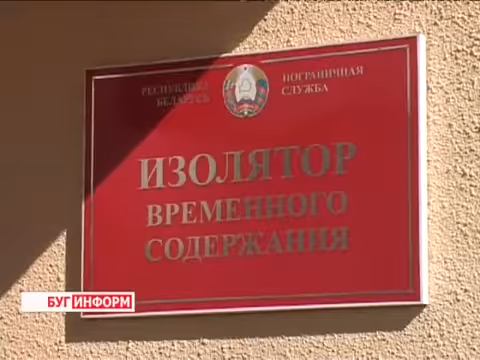 РЕСПУБЛИКА
БЕЛАРУСЬ
ПОГРАНИЧНАЯ
СЛУЖБА
ИЗОЛЯТОР
ВРЕМЕННОГО
СОДЕРЖАНИЯ
БУГИНФОРМ